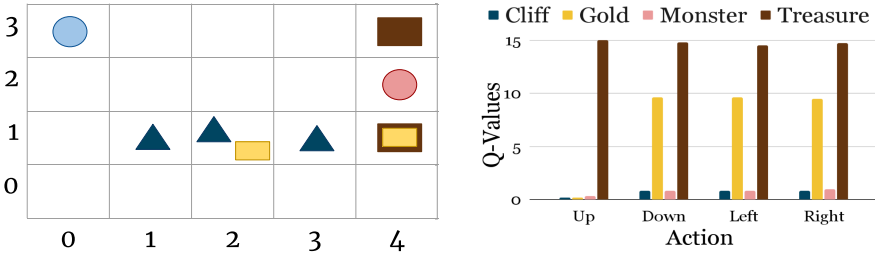 3
2
1
0
0 1 2 3 4
Cliff Gold Monster Treasure
15
10
5
0
Q-Values
Up Down Left Right
Action